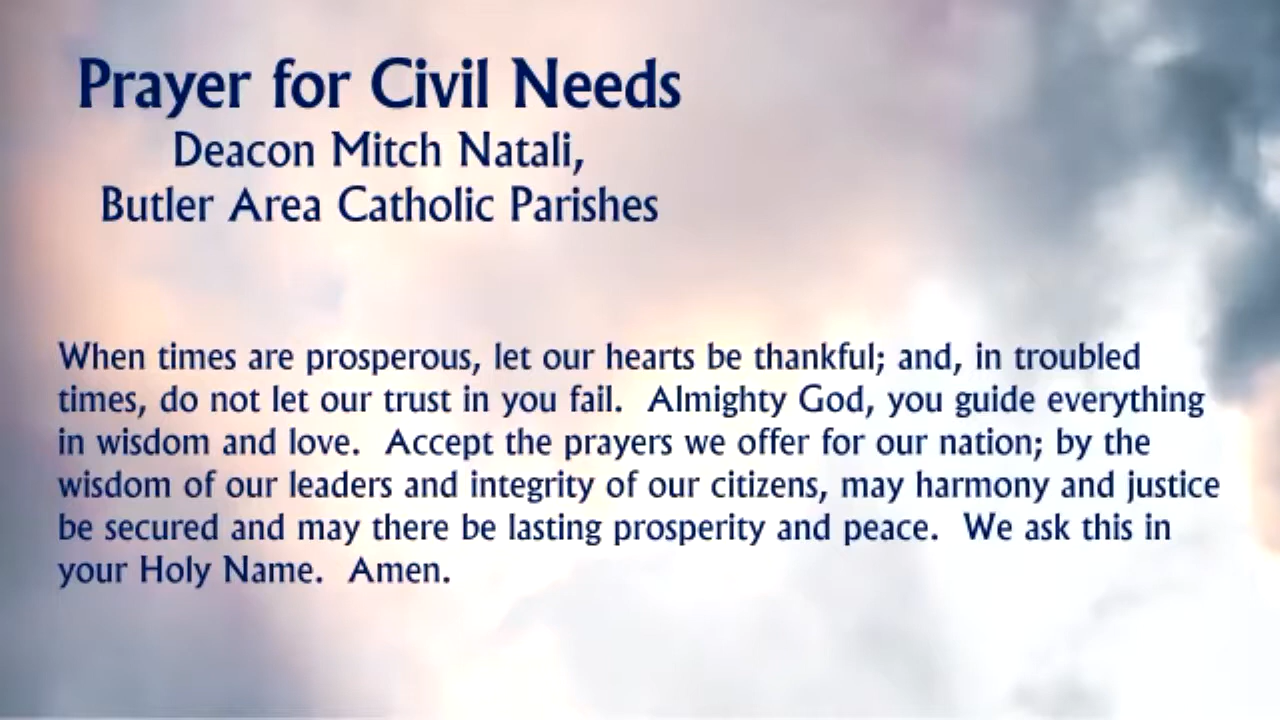 Prayer for Civil Needs
Deacon Mitch Natali,
Butler Area Catholic Parishes
When times are prosperous, let our hearts be thankful; and, in troubled
times, do not let our trust in you fail.  Almighty God, you guide everything
in wisdom and love.  Accept the prayers we offer for our nation; by the
wisdom of our leaders and integrity of our citizens, may harmony and justice
be secured and may there be lasting prosperity and peace.  We ask this in
your Holy Name.  Amen.